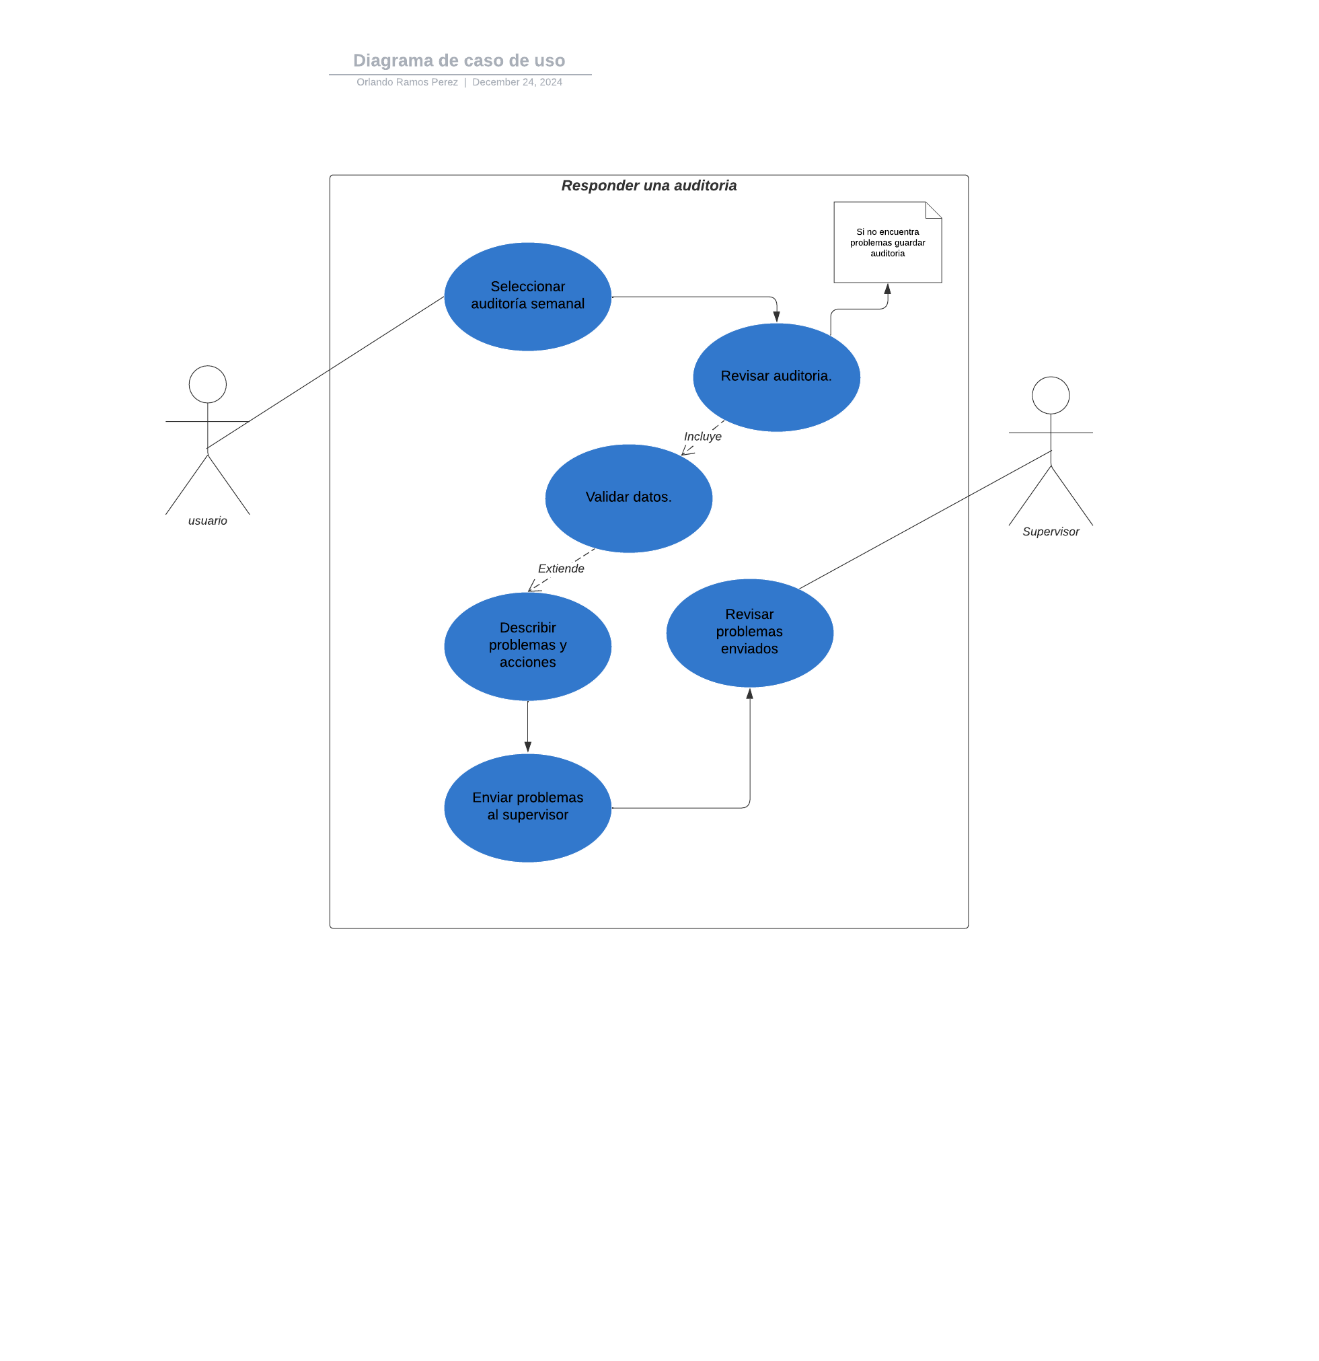 Diagrama de caso de uso
Orlando Ramos Perez | December 24, 2024
Responder una auditoria
Si no encuentra
problemas guardar
auditoria
Seleccionar
auditoría semanal
Revisar auditoria.
Incluye
Validar datos.
usuario
Supervisor
Extiende
Describir
problemas y
acciones
Revisar
problemas
enviados
Enviar problemas
al supervisor